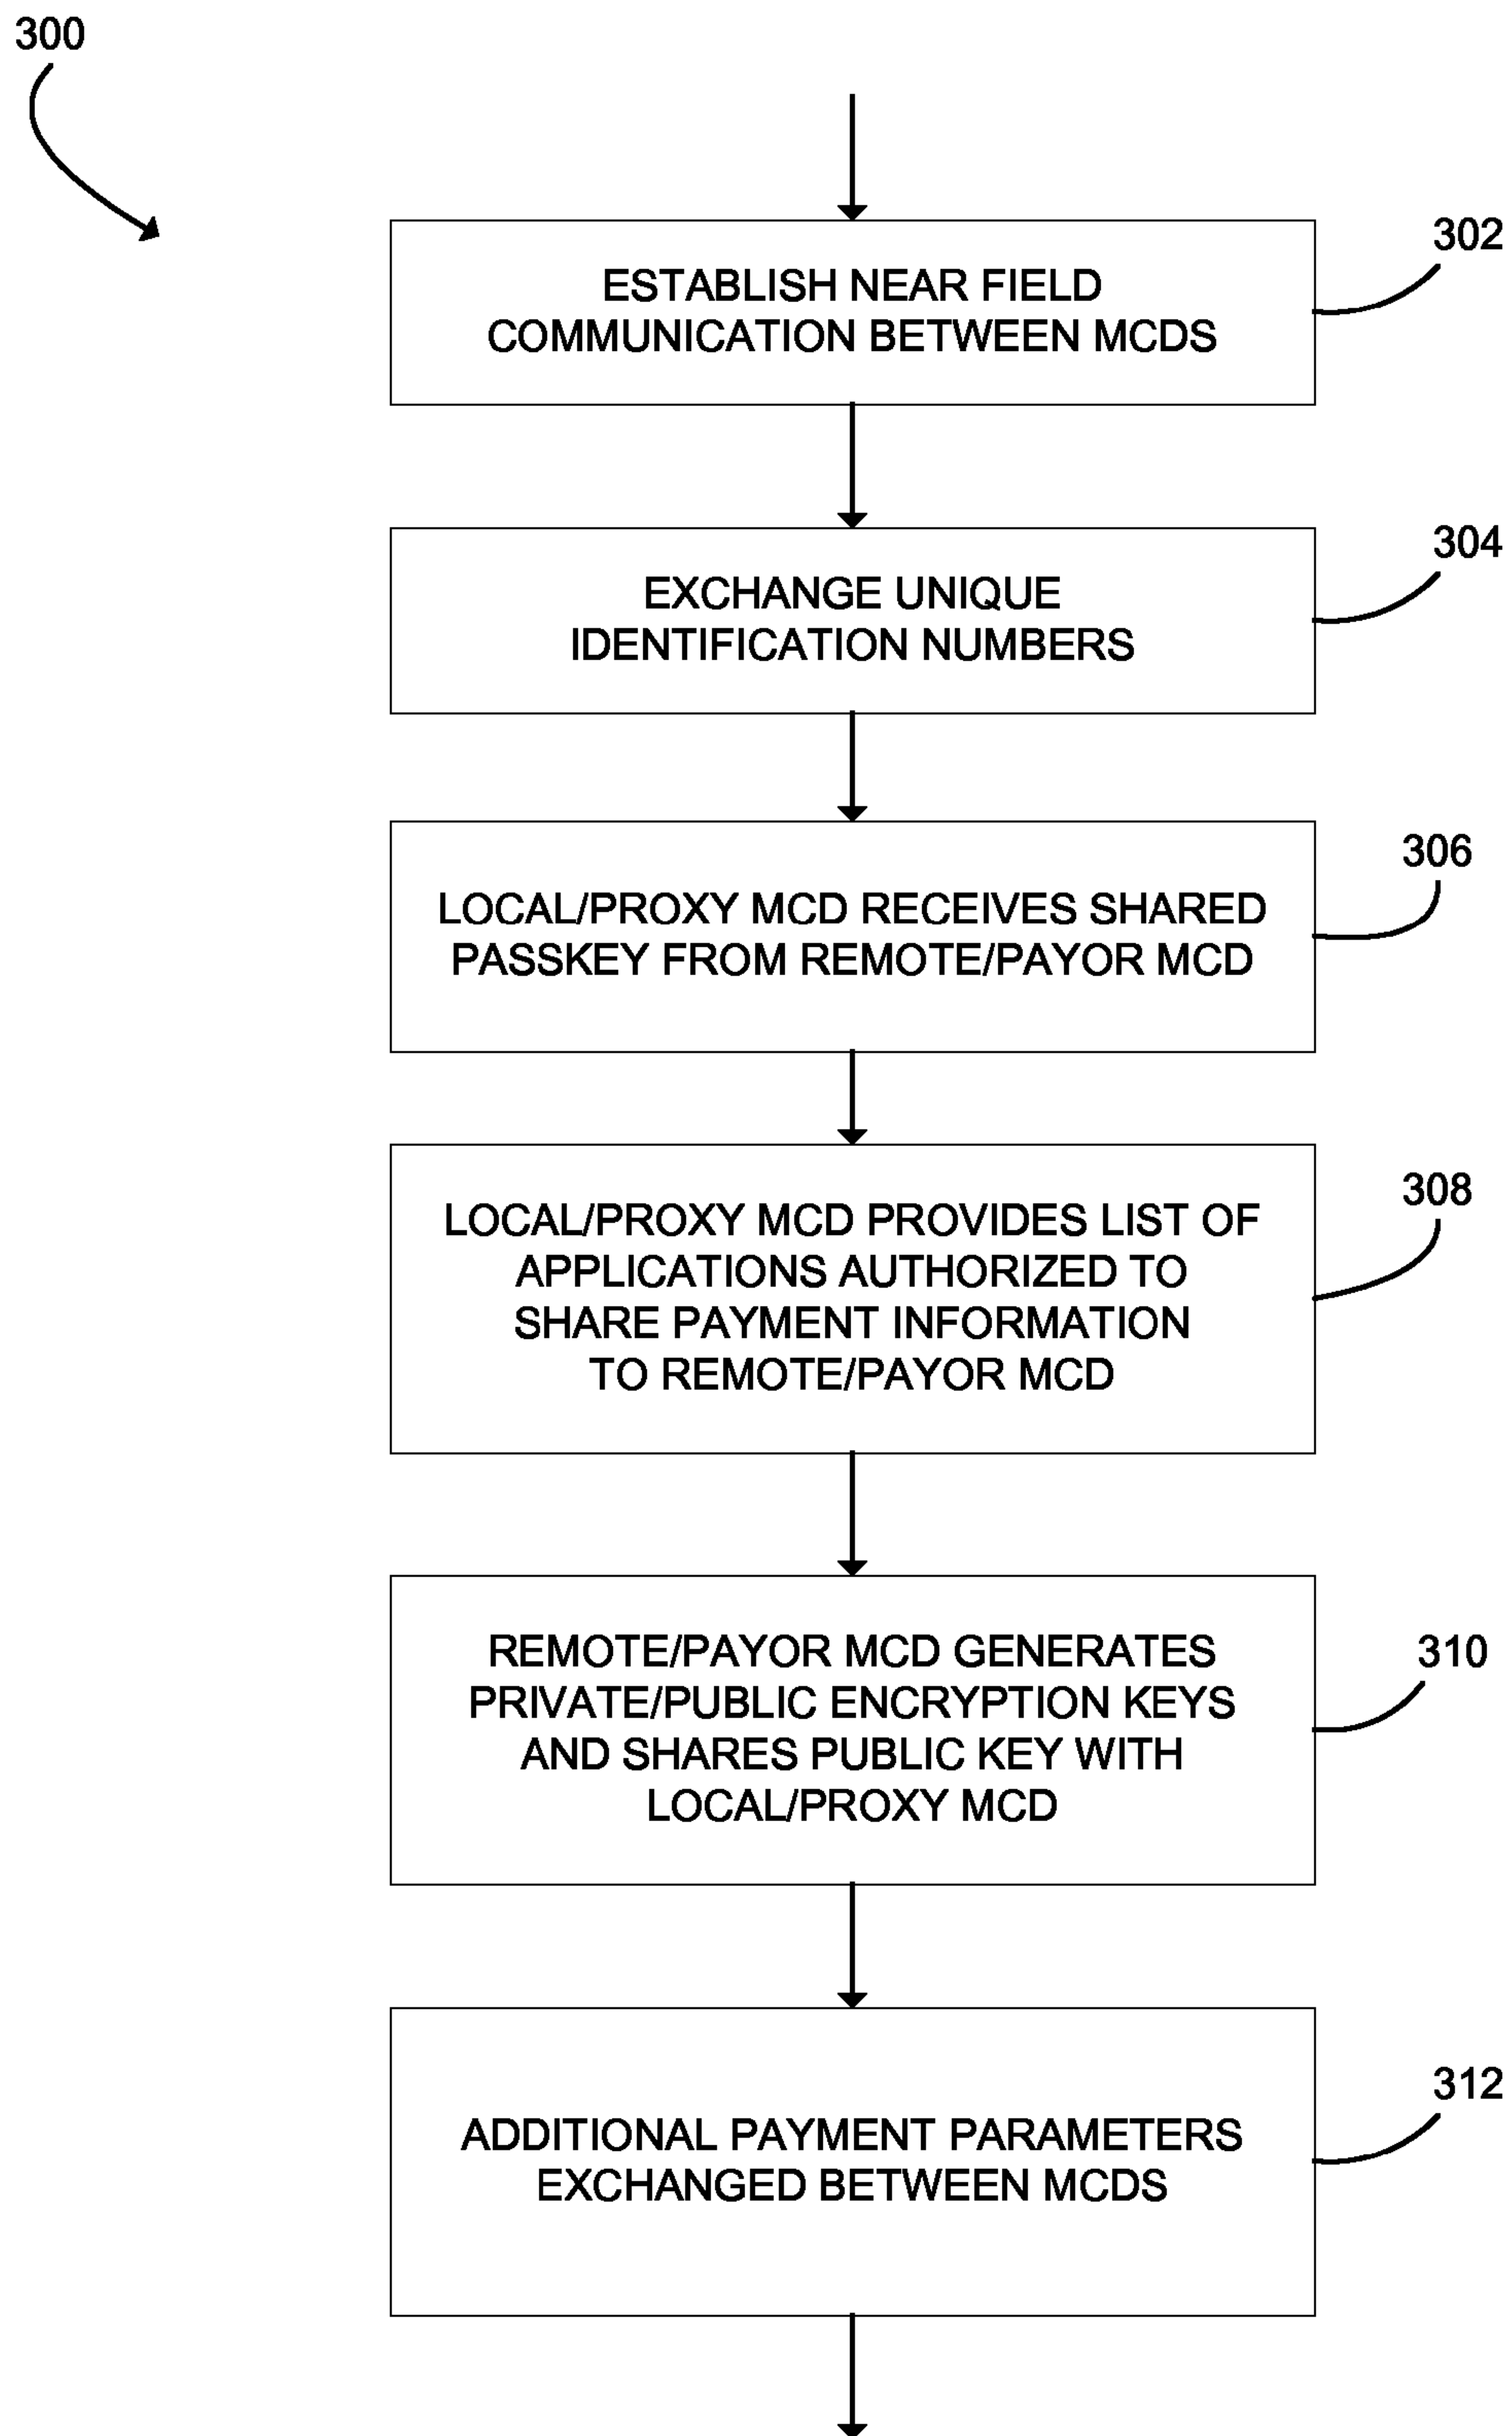 300
302
ESTABLISH NEAR FIELD
COMMUNICATION BETWEEN MCDS
304
EXCHANGE UNIQUE
IDENTIFICATION NUMBERS
306
LOCAL/PROXY MCD RECEIVES SHARED
PASSKEY FROM REMOTE/PAYOR MCD
308
LOCAL/PROXY MCD PROVIDES LIST OF
APPLICATIONS AUTHORIZED TO
SHARE PAYMENT INFORMATION
TO REMOTE/PAYOR MCD
310
REMOTE/PAYOR MCD GENERATES
PRIVATE/PUBLIC ENCRYPTION KEYS
AND SHARES PUBLIC KEY WITH
LOCAL/PROXY MCD
312
ADDITIONAL PAYMENT PARAMETERS
EXCHANGED BETWEEN MCDS